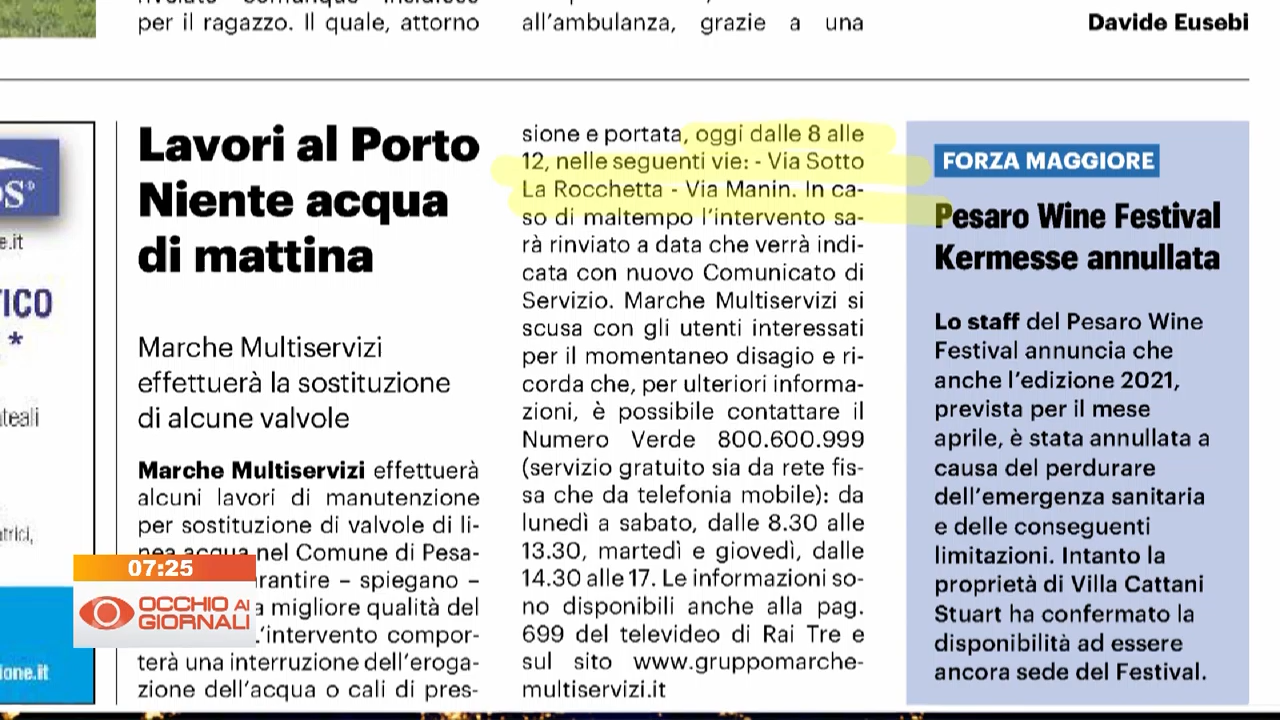 per il ragazzo. Il quale, attorno
all'ambulanza, grazie a una
Davide Eusebi
e.it
TICO
*
Lavori al Porto
Niente acqua
di mattina
Marche Multiservizi
effettuerà la sostituzione
di alcune valvole
Marche Multiservizi effettuerà
alcuni lavori di manutenzione
per sostituzione di valvole di li-
nea acqua nel Comune di Pesa-
rantire – spiegano –
a migliore qualità del
L'intervento compor-
terà una interruzione dell'eroga-
zione dell'acqua o cali di pres-
sione e portata, oggi dalle 8 alle
12, nelle seguenti vie: - Via Sotto
La Rocchetta - Via Manin. In ca-
so di maltempo l'intervento sa-
rà rinviato a data che verrà indi-
cata con nuovo Comunicato di
Servizio. Marche Multiservizi si
scusa con gli utenti interessati
per il momentaneo disagio e ri-
corda che, per ulteriori informa-
zioni, è possibile contattare il
Numero Verde 800.600.999
(servizio gratuito sia da rete fis-
sa che da telefonia mobile): da
lunedì a sabato, dalle 8.30 alle
13.30, martedì e giovedì, dalle
14.30 alle 17. Le informazioni so-
no disponibili anche alla pag.
699 del televideo di Rai Tre e
sul sito www.gruppomarche-
multiservizi.it
FORZA MAGGIORE
Pesaro Wine Festival
Kermesse annullata
Lo staff del Pesaro Wine
Festival annuncia che
anche l'edizione 2021,
prevista per il mese
aprile, è stata annullata a
causa del perdurare
dell'emergenza sanitaria
e delle conseguenti
limitazioni. Intanto la
proprietà di Villa Cattani
Stuart ha confermato la
disponibilità ad essere
ancora sede del Festival.
07:25
OCCHIO AI
GIORNALI
ione.it